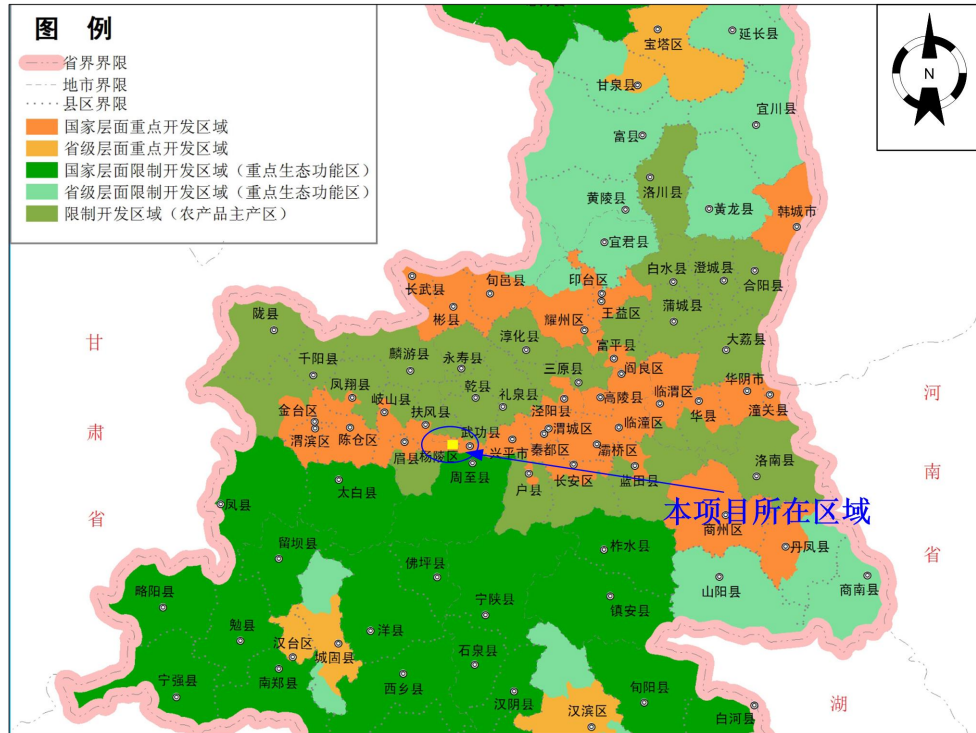 图 例
省界界限
地市界限
县区界限
国家层面重点开发区域
省级层面重点开发区域
国家层面限制开发区域（重点生态功能区）
省级层面限制开发区域（重点生态功能区）
限制开发区域（农产品主产区）
N
宝塔区
延长县
甘泉县
宜川县
富县
洛川县
黄陵县
黄龙县
韩城市
宜君县
长武县
旬邑县
印台区
白水县
澄城县
合阳县
彬县
耀州区
王益区
蒲城县
陇县
淳化县
富平县
大荔县
千阳县
麟游县
永寿县
三原县
阎良区
凤翔县
岐山县
乾县
礼泉县
泾阳县
高陵县
临渭区
华县
华阴市
潼关县
金台区
渭滨区
陈仓区
扶风县
武功县
渭城区
临潼区
眉县
杨陵区
兴平市
秦都区
灞桥区
周至县
户县
长安区
蓝田县
洛南县
太白县
凤县
本项目所在区域
商州区
丹凤县
留坝县
佛坪县
柞水县
山阳县
商南县
略阳县
宁陕县
镇安县
勉县
汉台区
洋县
城固县
石泉县
宁强县
南郑县
西乡县
汉阴县
汉滨区
旬阳县
白河县
甘
肃
省
河
南
省
湖